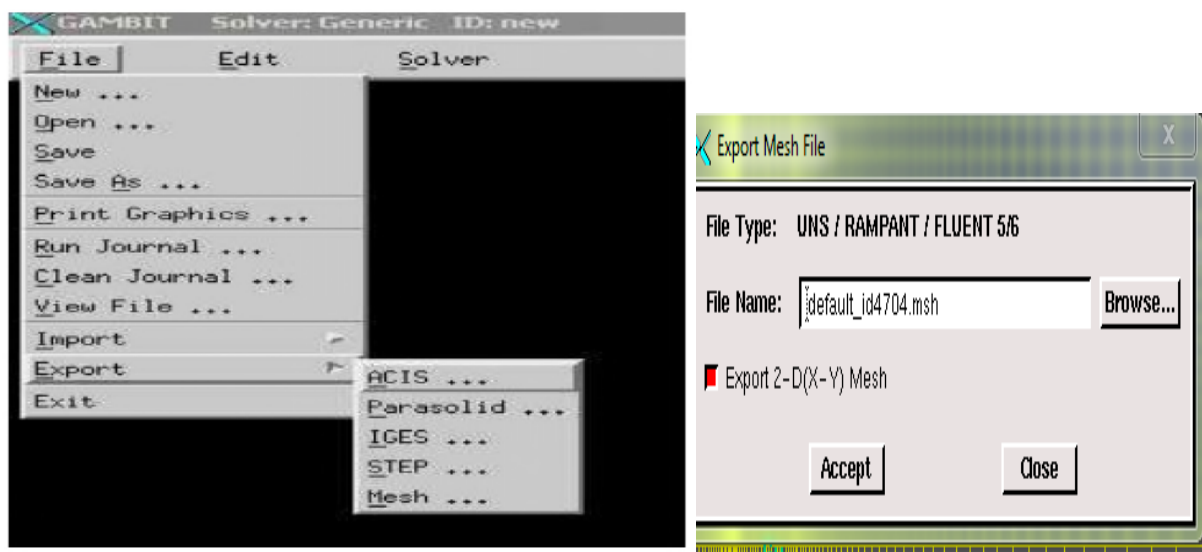 GAMBIT Solver: Generic ID: new
File Edit Solver
New ...
Open ...
Save
Save As ...
Print Graphics ...
Run Journal ...
Clean Journal ...
View File ...
Import
Export
Exit
ACIS ...
Parasolid ...
IGES ...
STEP ...
Mesh ...
Export Mesh File X
File Type: UNS / RAMPANT / FLUENT 5/6
File Name: default_id4704.msh Browse...
Export 2-D(X-Y) Mesh
Accept Close